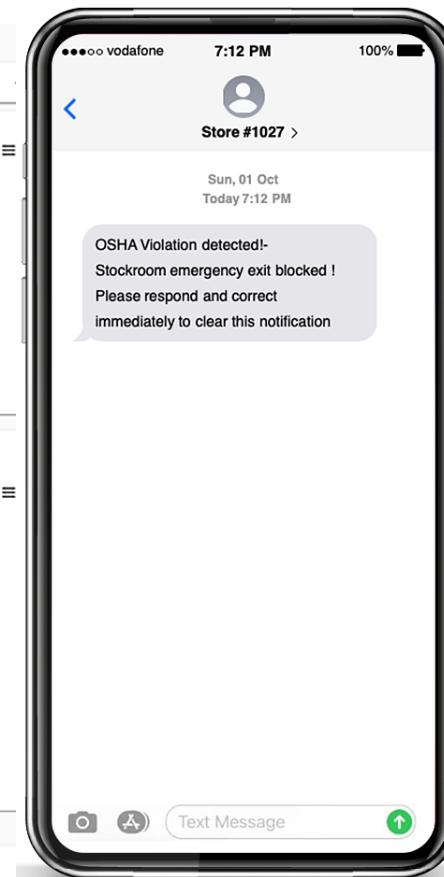 vodafone 7:12 PM 100%
Store #1027 >
Sun, 01 Oct
Today 7:12 PM
OSHA Violation detected!-
Stockroom emergency exit blocked !
Please respond and correct
immediately to clear this notification
Text Message